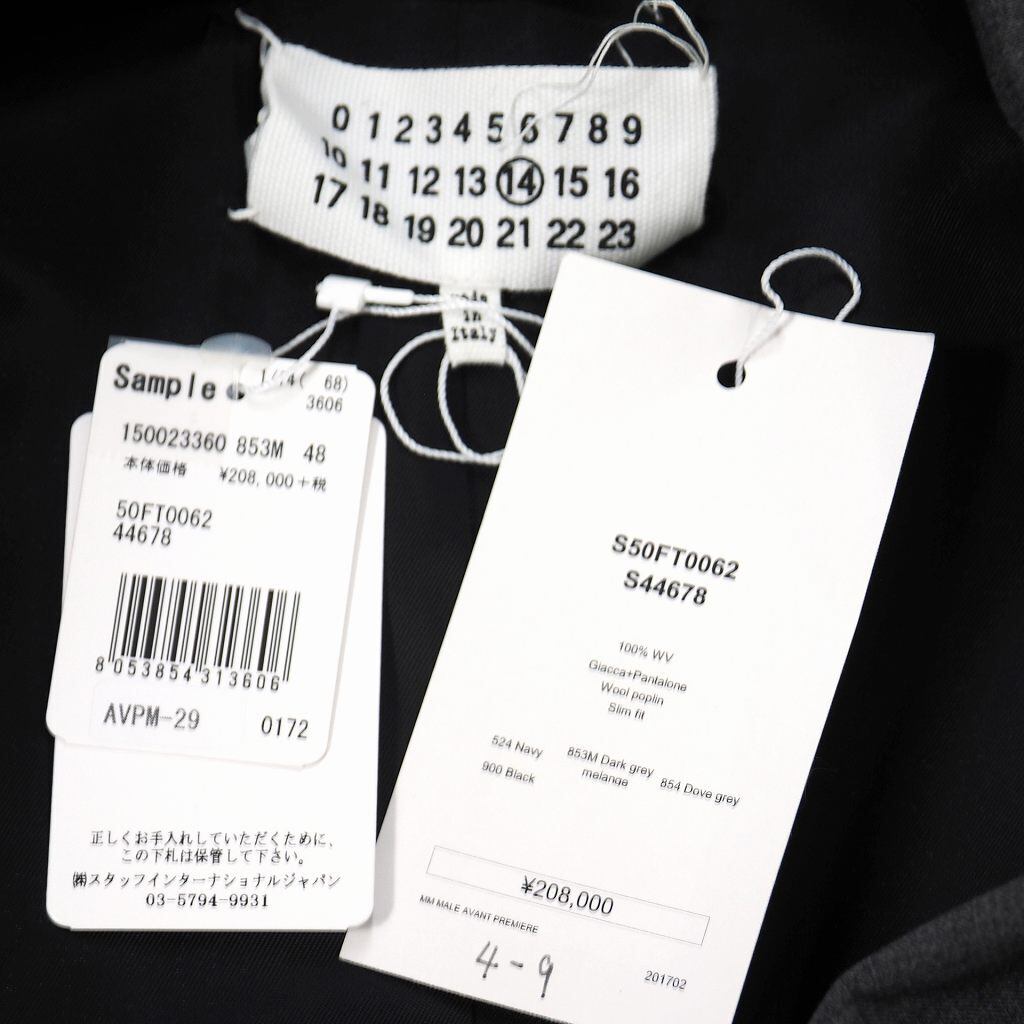 0 1 2 3 4 5 6 7 8 9
10 11 12 13 14 15 16
17 18 19 20 21 22 23
in
Italy
Sample
68)
3606
150023360 853M 48
本体価格 ¥208,000+税
50FT0062
44678
8 053854 313606
AVPM-29 0172
正しくお手入れしていただくために、
この下札は保管して下さい。
㈱スタッフインターナショナルジャパン
03-5794-9931
S50FT0062
S44678
100% WV
Giacca+Pantalone
Wool poplin
Slim fit
524 Navy 853M Dark grey melange 854 Dove grey
900 Black
¥208,000
MM MALE AVANT PREMIERE
4-9
201702